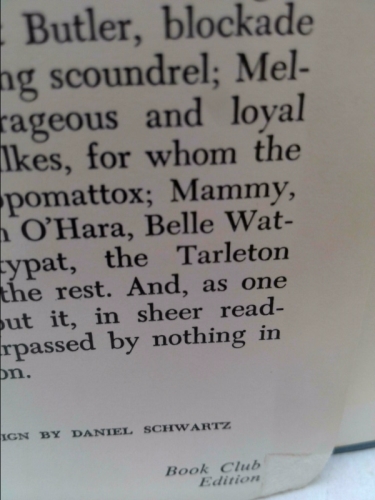 Butler, blockade
ng scoundrel; Mel-
rageous and loyal
lkes, for whom the
ppomattox; Mammy,
O'Hara, Belle Wat-
typat, the Tarleton
the rest. And, as one
out it, in sheer read-
rpassed by nothing in
on.
IGN BY DANIEL SCHWARTZ
Book Club
Edition